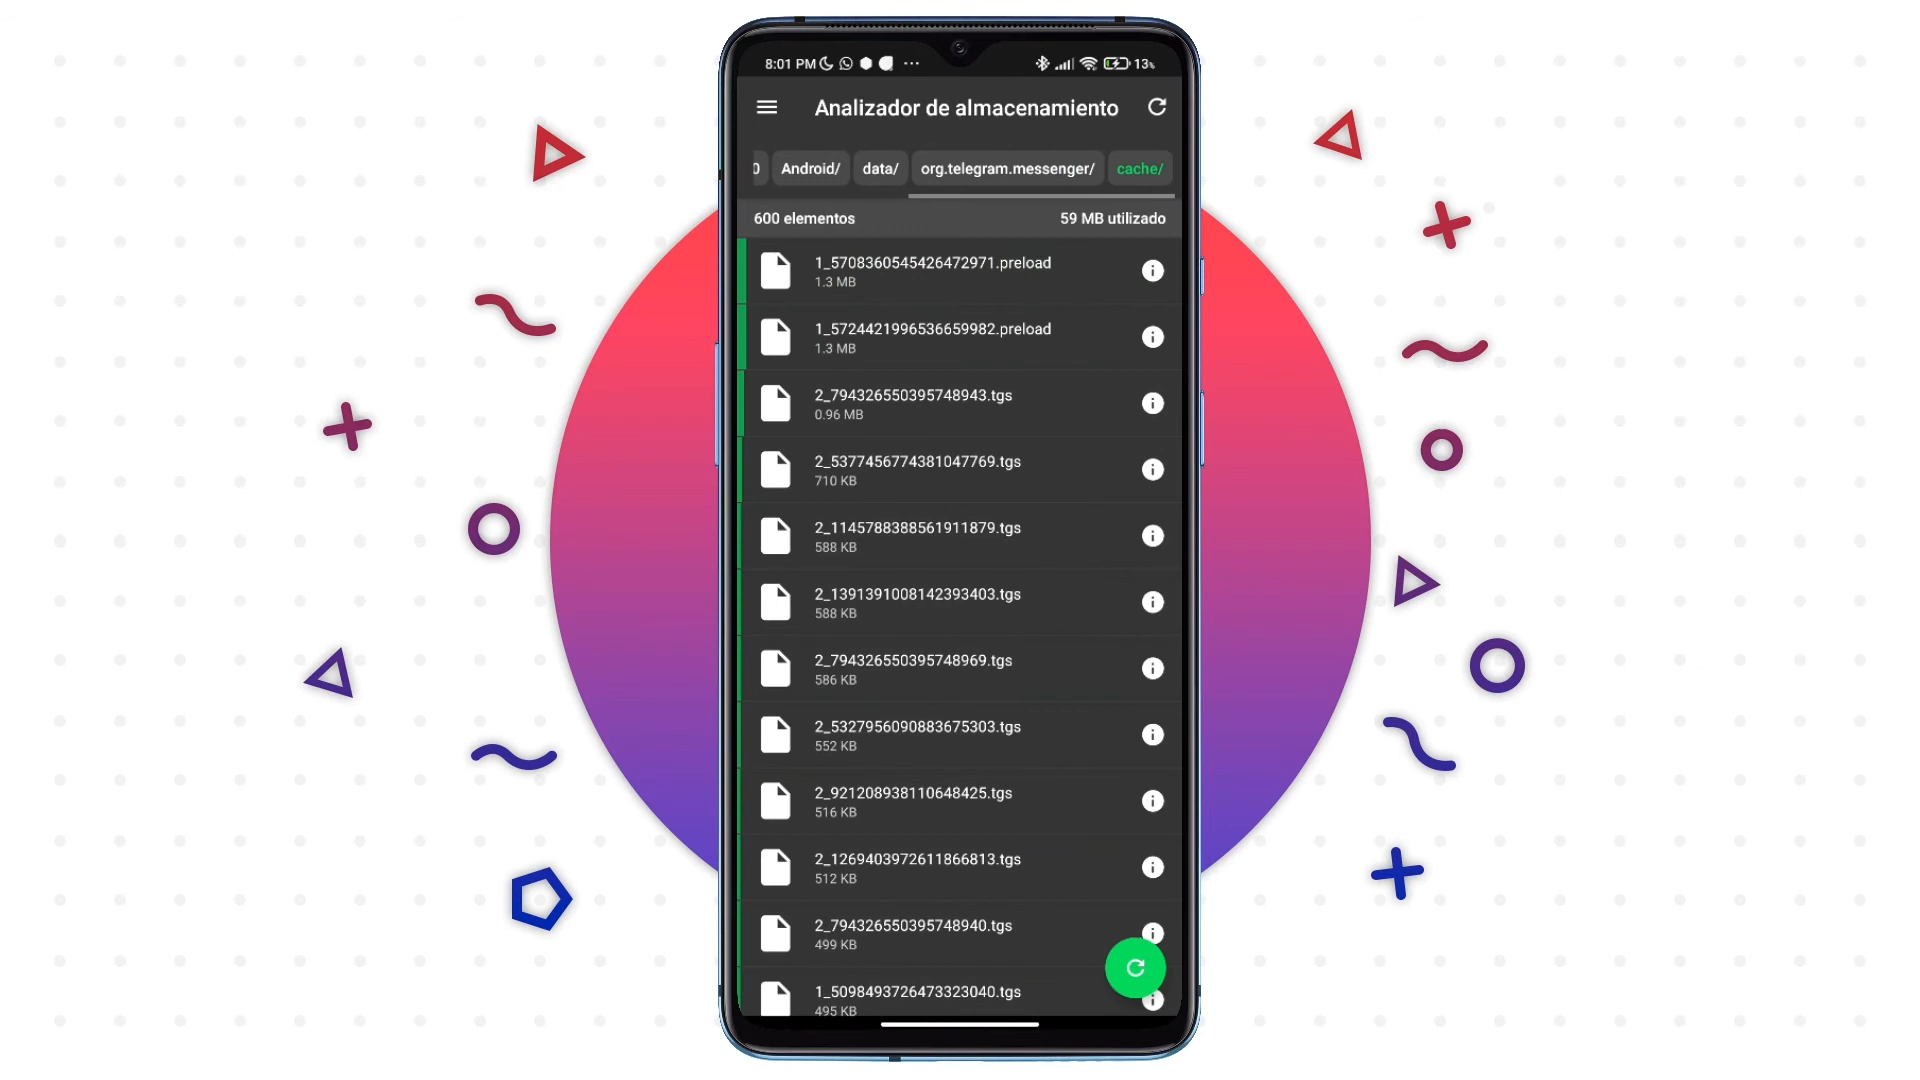 8:01 PM
13%
Analizador de almacenamiento
0 Android/ data/ org.telegram.messenger/ cache/
600 elementos 59 MB utilizado
1_5708360545426472971.preload
1.3 MB
1_5724421996536659982.preload
1.3 MB
2_794326550395748943.tgs
0.96 MB
2_5377456774381047769.tgs
710 KB
2_1145788388561911879.tgs
588 KB
2_1391391008142393403.tgs
588 KB
2_794326550395748969.tgs
586 KB
2_5327956090883675303.tgs
552 KB
2_921208938110648425.tgs
516 KB
2_1269403972611866813.tgs
512 KB
2_794326550395748940.tgs
499 KB
1_5098493726473323040.tgs
495 KB